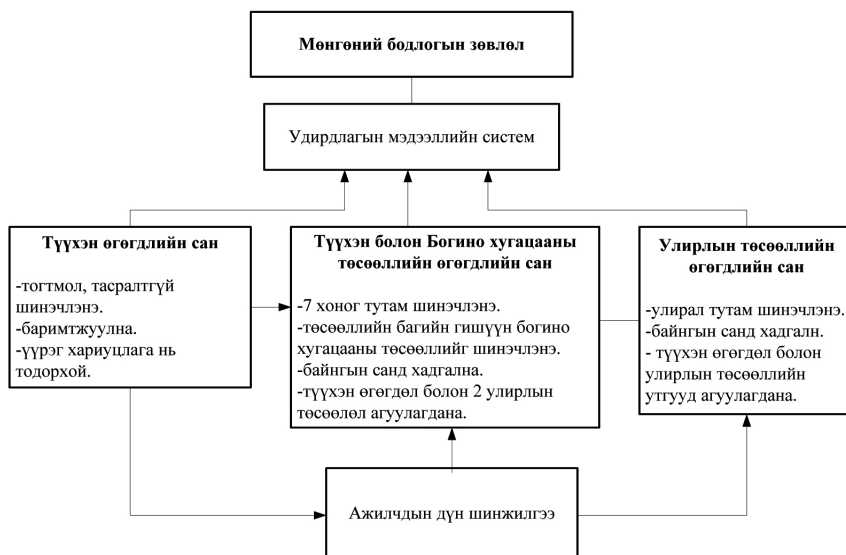 Мөнгөний бодлогын зөвлөл
Удирдлагын мэдээллийн систем
Түүхэн өгөгдлийн сан
-тогтмол, тасралтгүй
шинэчлэнэ.
-баримтжуулна.
-үүрэг хариуцлага нь
тодорхой.
Түүхэн болон Богино хугацааны
төсөөллийн өгөгдлийн сан
-7 хоног тутам шинэчлэнэ.
-төсөөллийн багийн гишүүн богино
хугацааны төсөөллийг шинэчлэнэ.
-байнгын санд хадгална.
-түүхэн өгөгдөл болон 2 улирлын
төсөөлөл агуулагдана.
Улирлын төсөөллийн
өгөгдлийн сан
-улирал тутам шинэчлэнэ.
-байнгын санд хадгалн.
- түүхэн өгөгдөл болон
улирлын төсөөллийн
утгууд агуулагдана.
Ажилчдын дүн шинжилгээ